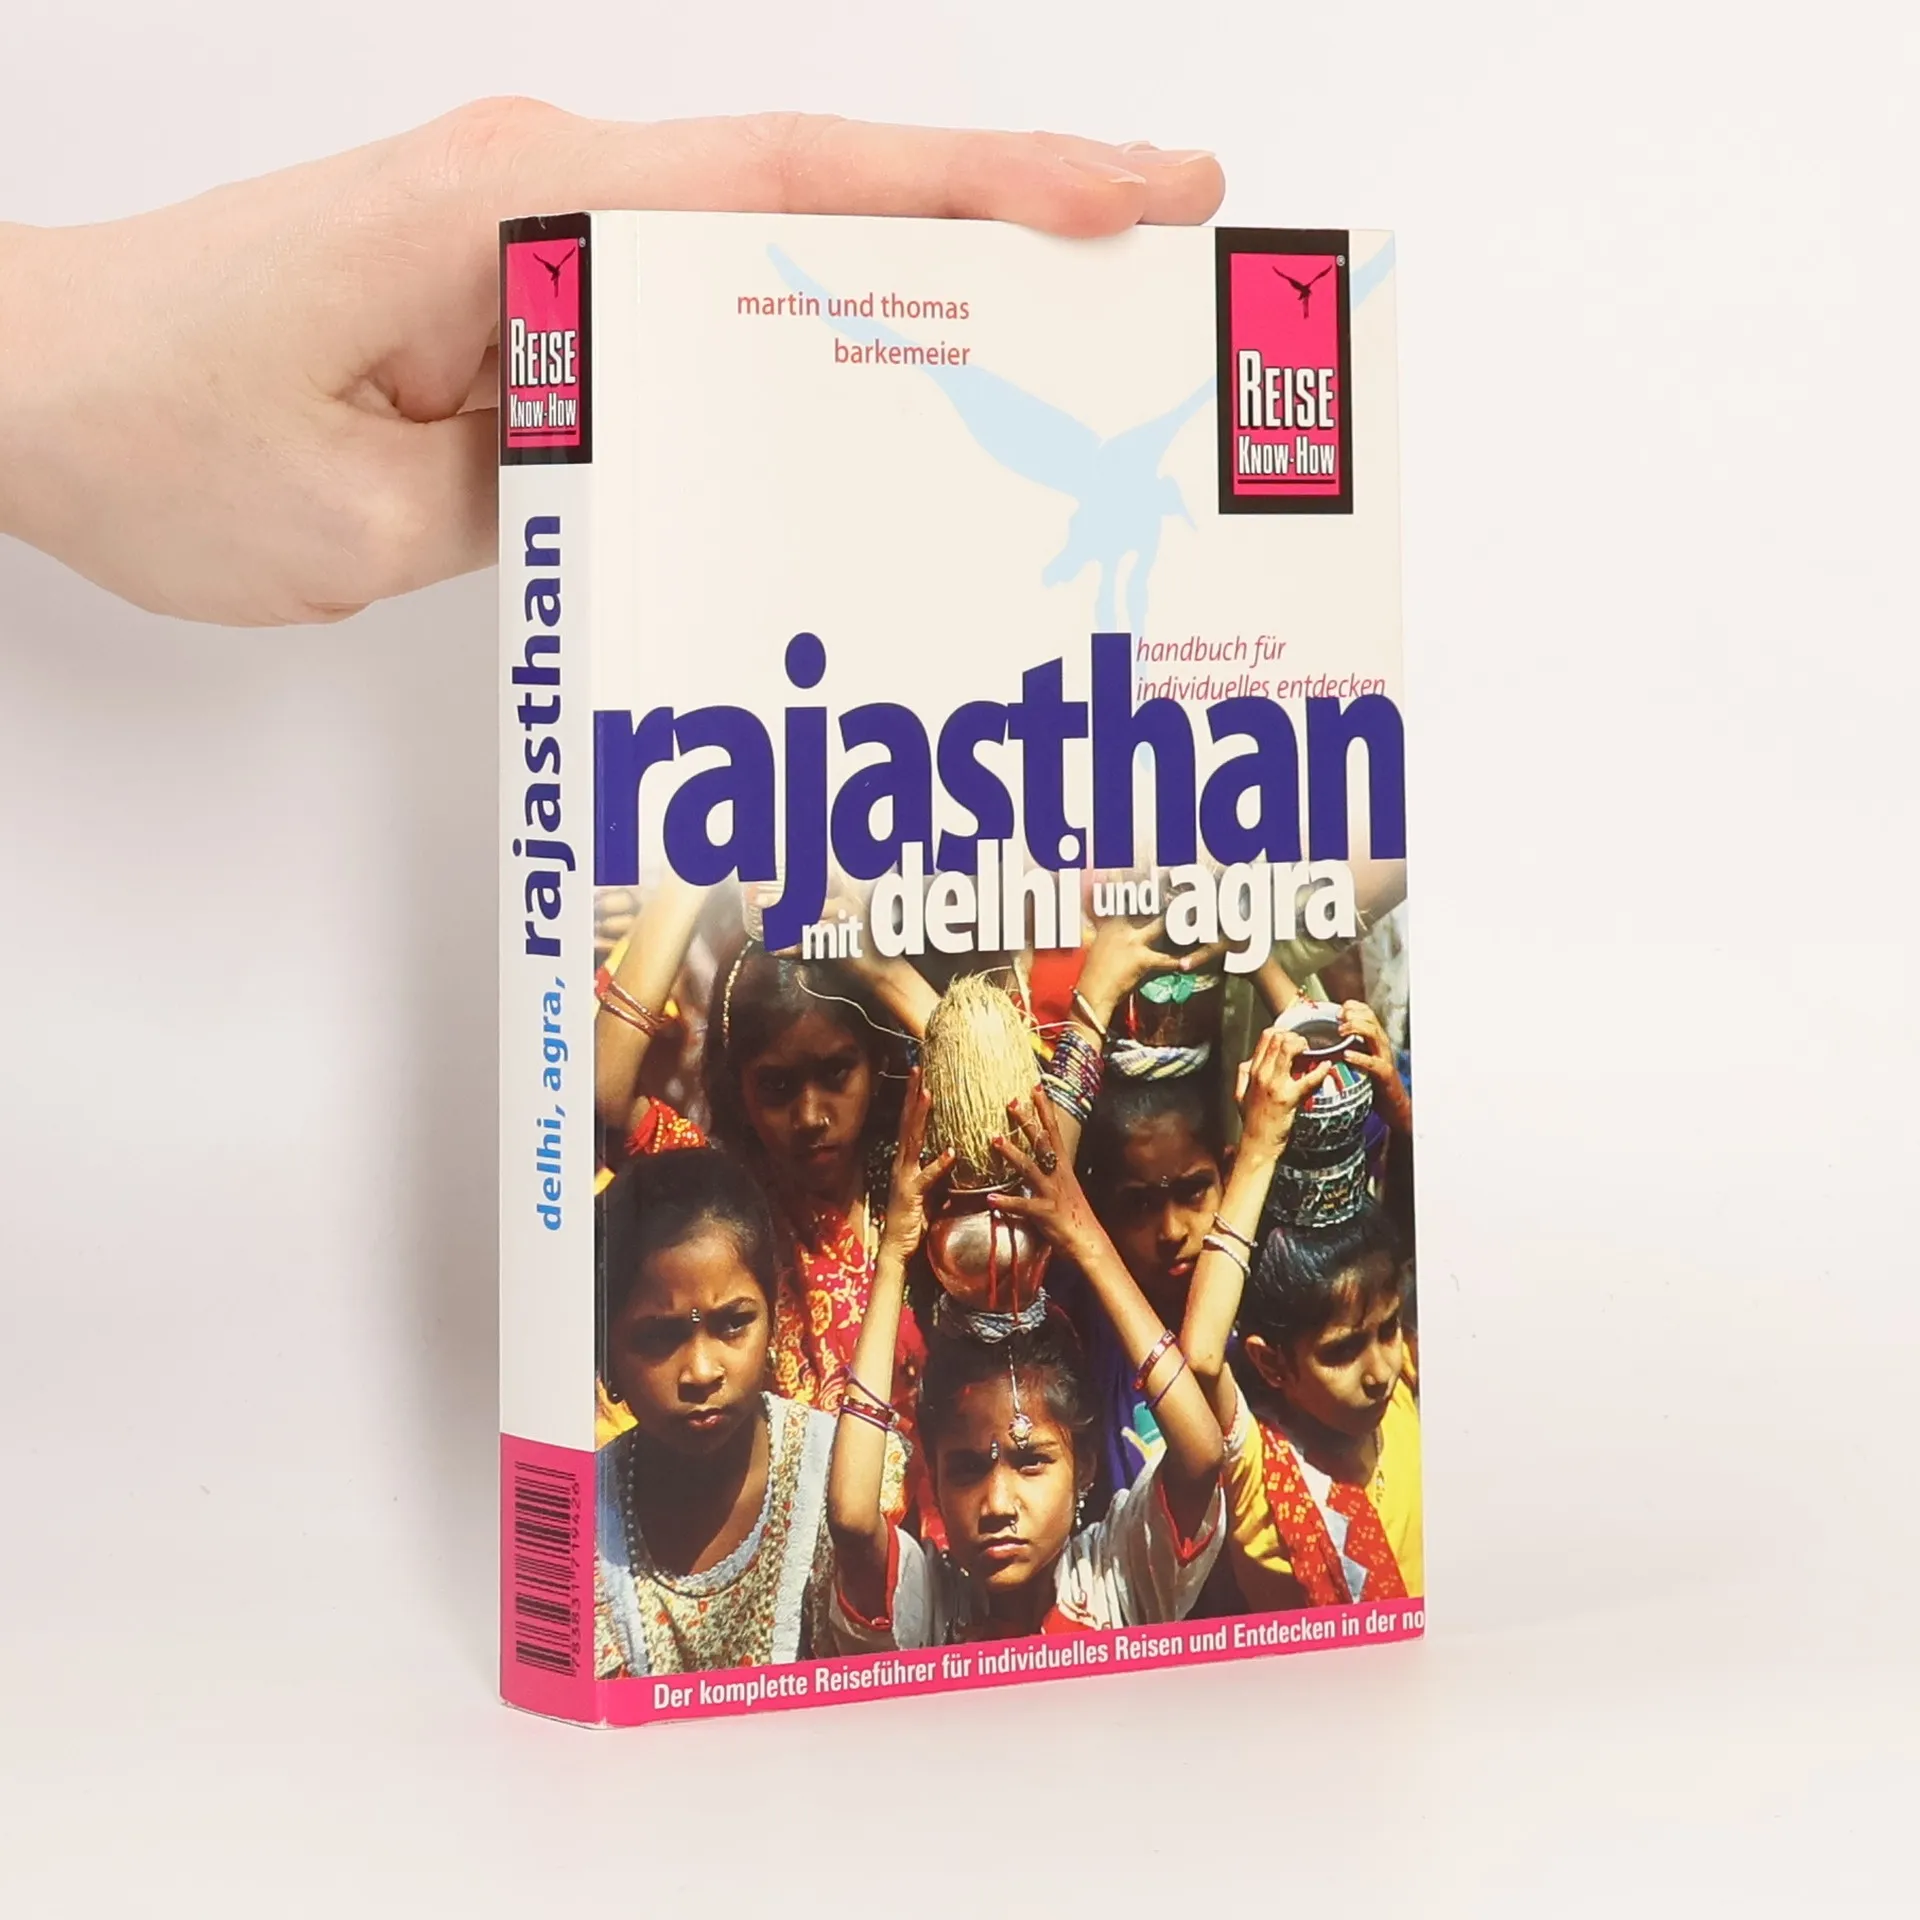 martin und thomas
barkemeier
REISE
KNOW-HOW
handbuch für
individuelles entdecken
rajasthan
mit delhi und agra
Der komplette Reiseführer für individuelles Reisen und Entdecken in der no
REISE
KNOW-HOW
delhi, agra, rajasthan
783831719426